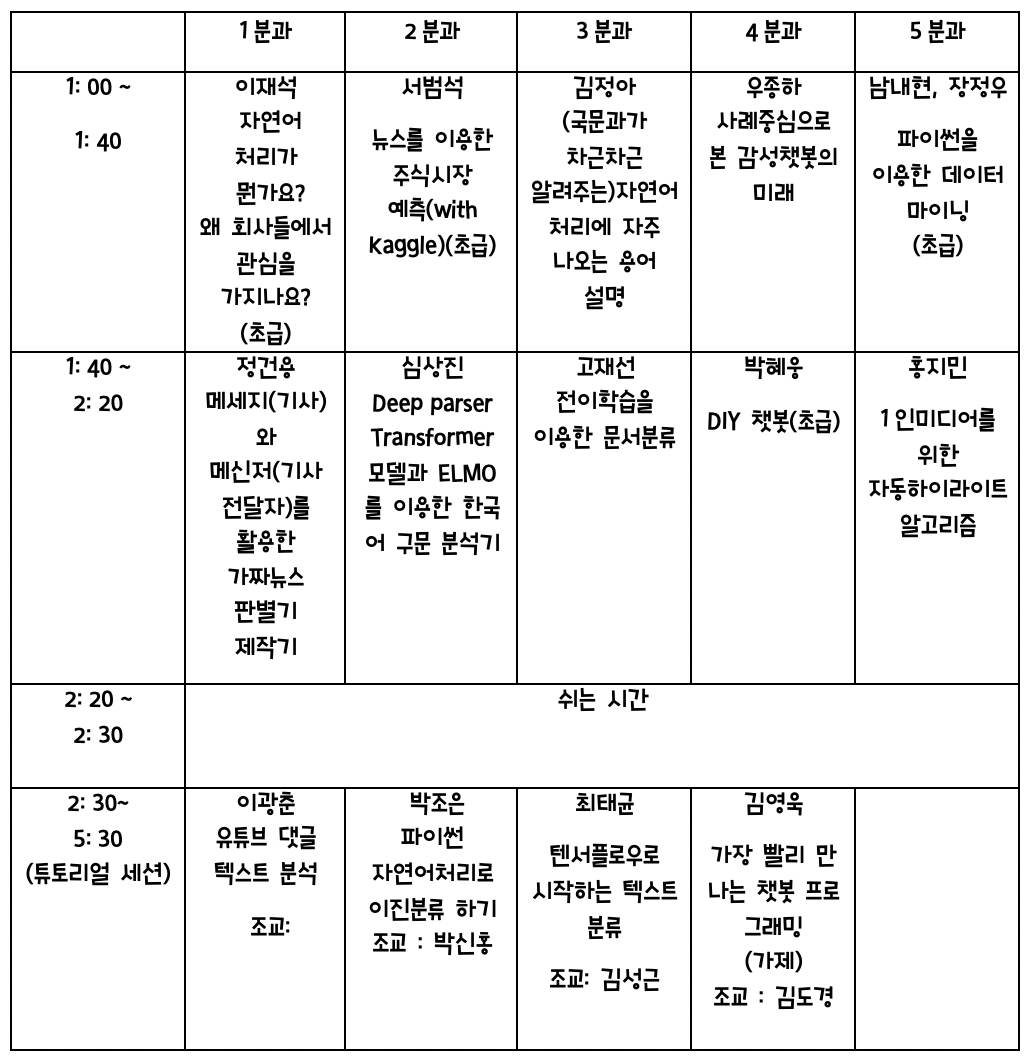 1분과
2분과
3분과
4분과
5분과
1: 00 ~
1: 40
이재석
자연어
처리가
뭔가요?
왜 회사들에서
관심을
가지나요?
(초급)
서범석
뉴스를 이용한
주식시장
예측(with
Kaggle)(초급)
김정아
(국문과가
차근차근
알려주는)자연어
처리에 자주
나오는 용어
설명
우종하
사례중심으로
본 감성챗봇의
미래
남내현, 장정우
파이썬을
이용한 데이터
마이닝
(초급)
1: 40 ~
2: 20
정건용
메세지(기사)
와
메신저(기사
전달자)를
활용한
가짜뉴스
판별기
제작기
심상진
Deep parser
Transformer
모델과 ELMO
를 이용한 한국
어 구문 분석기
고재선
전이학습을
이용한 문서분류
박혜웅
DIY 챗봇(초급)
홍지민
1인미디어를
위한
자동하이라이트
알고리즘
2: 20 ~
2: 30
쉬는 시간
2: 30~
5: 30
(튜토리얼 세션)
이광춘
유튜브 댓글
텍스트 분석
조교:
박조은
파이썬
자연어처리로
이진분류 하기
조교 : 박신홍
최태균
텐서플로우로
시작하는 텍스트
분류
조교: 김성근
김영욱
가장 빨리 만
나는 챗봇 프로
그래밍
(가제)
조교 : 김도경